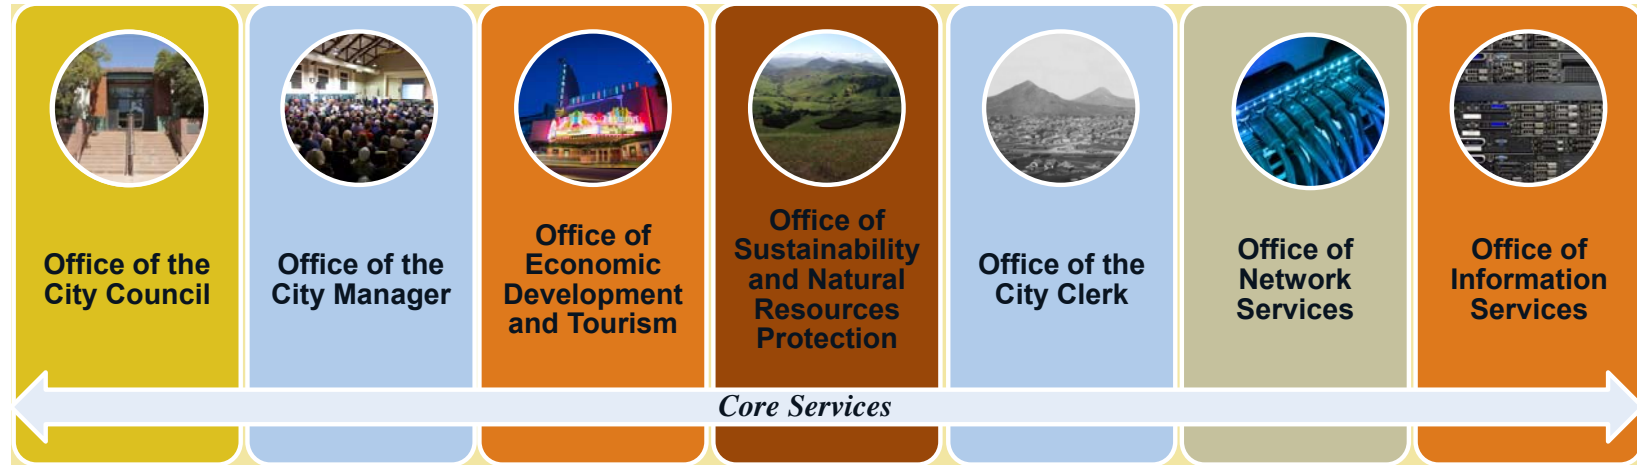 Office of the
City Council
Office of the
City Manager
Office of
Economic
Development
and Tourism
Office of
Sustainability
and Natural
Resources
Protection
Office of the
City Clerk
Office of
Network
Services
Office of
Information
Services
Core Services